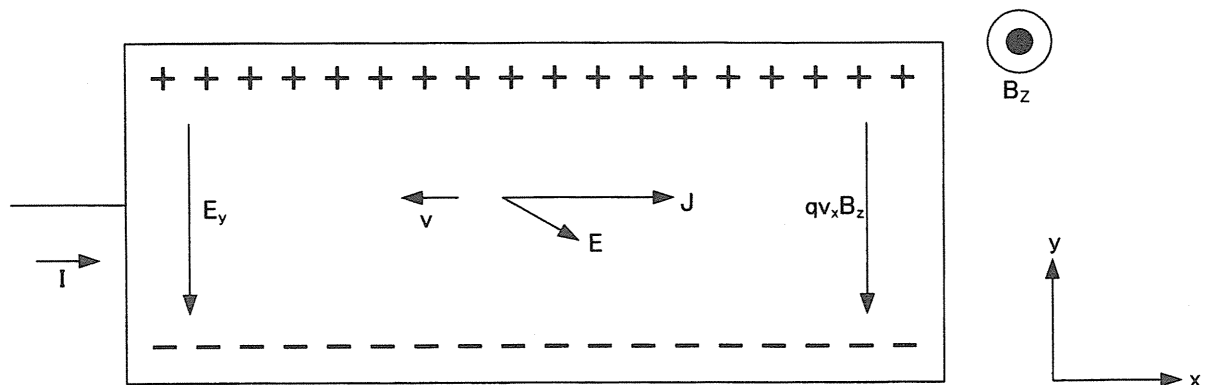 + + + + + + + + + + + + + + + + + +
B_Z
E_y
v
J
qv_xB_z
E
I
y
− − − − − − − − − − − − − − − − − −
x